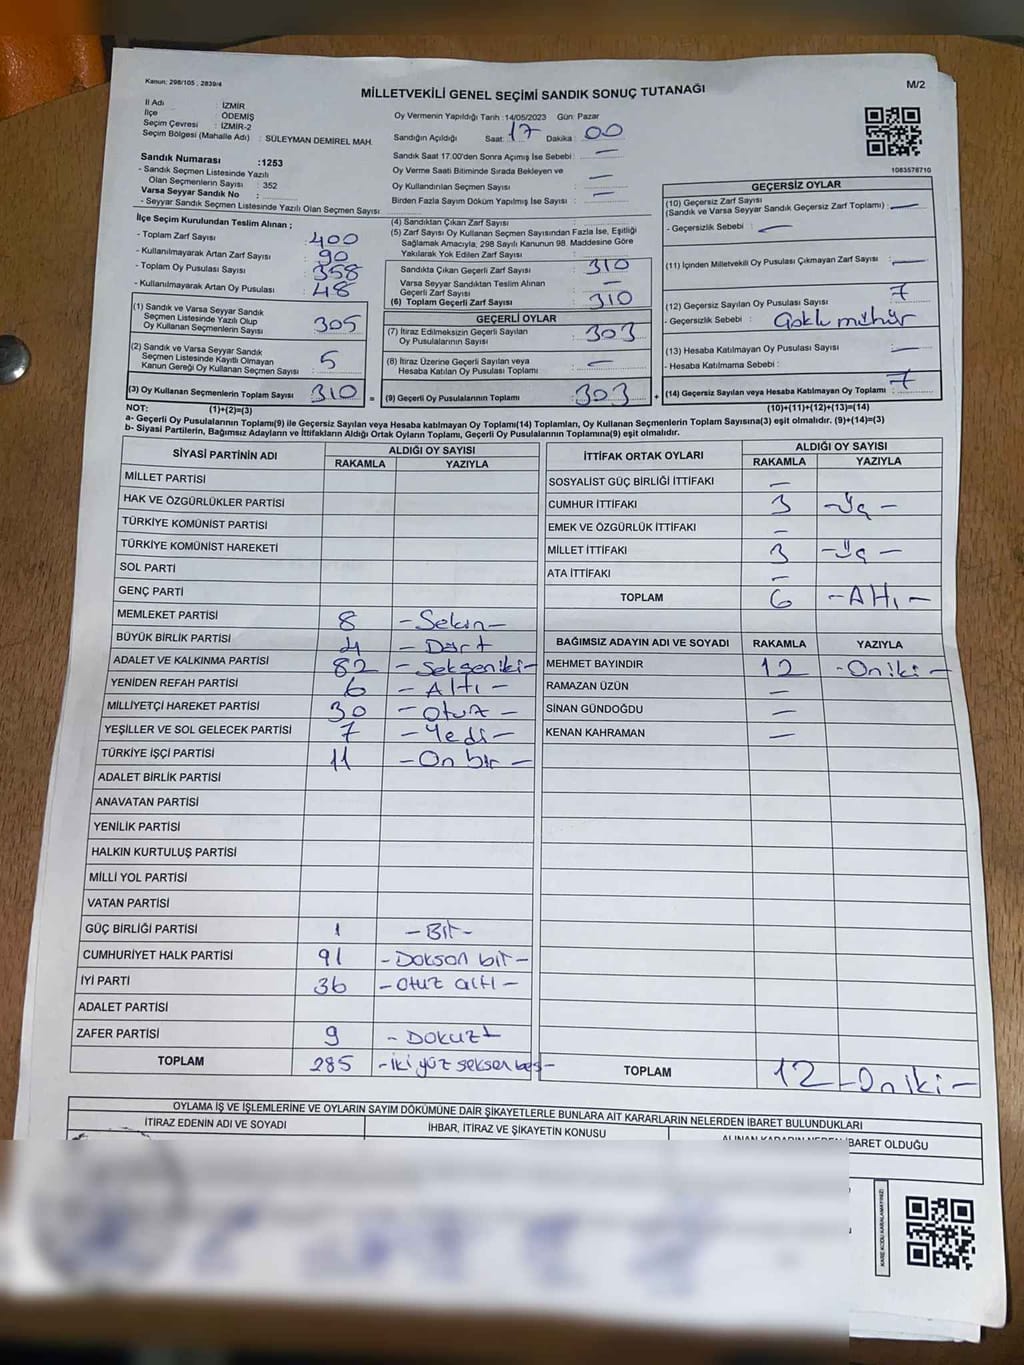 Kanun: 298/105 , 2839/4
MİLLETVEKİLİ GENEL SEÇİMİ SANDIK SONUÇ TUTANAĞI
M/2
İl Adı : İZMİR
İlçe : ÖDEMİŞ
Seçim Çevresi : İZMİR-2
Seçim Bölgesi (Mahalle Adı) : SÜLEYMAN DEMİREL MAH.
Sandık Numarası :1253
- Sandık Seçmen Listesinde Yazılı
Olan Seçmenlerin Sayısı : 352
Varsa Seyyar Sandık No :
- Seyyar Sandık Seçmen Listesinde Yazılı Olan Seçmen Sayısı
Oy Vermenin Yapıldığı Tarih :14/05/2023 Gün: Pazar
Sandığın Açıldığı Saat: 17 Dakika : 00
Sandık Saat 17.00'den Sonra Açımış İse Sebebi : —
Oy Verme Saati Bitiminde Sırada Bekleyen ve
Oy Kullandırılan Seçmen Sayısı : —
Birden Fazla Sayım Döküm Yapılmış İse Sayısı : —
1083578710
İlçe Seçim Kurulundan Teslim Alınan ;
- Toplam Zarf Sayısı : 400
- Kullanılmayarak Artan Zarf Sayısı : 90
- Toplam Oy Pusulası Sayısı : 358
- Kullanılmayarak Artan Oy Pusulası : 48
(1) Sandık ve Varsa Seyyar Sandık
Seçmen Listesinde Yazılı Olup
Oy Kullanan Seçmenlerin Sayısı : 305
(2) Sandık ve Varsa Seyyar Sandık
Seçmen Listesinde Kayıtlı Olmayan
Kanun Gereği Oy Kullanan Seçmen Sayısı : 5
(3) Oy Kullanan Seçmenlerin Toplam Sayısı : 310 =
(4) Sandıktan Çıkan Zarf Sayısı :
(5) Zarf Sayısı Oy Kullanan Seçmen Sayısından Fazla İse, Eşitliği
Sağlamak Amacıyla, 298 Sayılı Kanunun 98. Maddesine Göre
Yakılarak Yok Edilen Zarf Sayısı :
Sandıkta Çıkan Geçerli Zarf Sayısı : 310
Varsa Seyyar Sandıktan Teslim Alınan
Geçerli Zarf Sayısı : —
(6) Toplam Geçerli Zarf Sayısı : 310
GEÇERLİ OYLAR
(7) İtiraz Edilmeksizin Geçerli Sayılan
Oy Pusulalarının Sayısı : 303
(8) İtiraz Üzerine Geçerli Sayılan veya
Hesaba Katılan Oy Pusulaları Toplamı : —
(9) Geçerli Oy Pusulalarının Toplamı : 303 +
GEÇERSİZ OYLAR
(10) Geçersiz Zarf Sayısı
(Sandık ve Varsa Seyyar Sandık Geçersiz Zarf Toplamı) : —
- Geçersizlik Sebebi : —
(11) İçinden Milletvekili Oy Pusulası Çıkmayan Zarf Sayısı : —
(12) Geçersiz Sayılan Oy Pusulası Sayısı : 7
- Geçersizlik Sebebi : Çoklu mühür
(13) Hesaba Katılmayan Oy Pusulası Sayısı : —
- Hesaba Katılmama Sebebi :
(14) Geçersiz Sayılan veya Hesaba Katılmayan Oy Toplamı : 7
NOT: (1)+(2)=(3) (10)+(11)+(12)+(13)=(14)
a- Geçerli Oy Pusulalarının Toplamı(9) ile Geçersiz Sayılan veya Hesaba katılmayan Oy Toplamı(14) Toplamları, Oy Kullanan Seçmenlerin Toplam Sayısına(3) eşit olmalıdır. (9)+(14)=(3)
b- Siyasi Partilerin, Bağımsız Adayların ve İttifakların Aldığı Ortak Oyların Toplamı, Geçerli Oy Pusulalarının Toplamına(9) eşit olmalıdır.
SİYASİ PARTİNİN ADI ALDIĞI OY SAYISI
RAKAMLA YAZIYLA
MİLLET PARTİSİ
HAK VE ÖZGÜRLÜKLER PARTİSİ
TÜRKİYE KOMÜNİST PARTİSİ
TÜRKİYE KOMÜNİST HAREKETİ
SOL PARTİ
GENÇ PARTİ
MEMLEKET PARTİSİ 8 – Sekiz –
BÜYÜK BİRLİK PARTİSİ 4 – Dört
ADALET VE KALKINMA PARTİSİ 82 – Sekseniki –
YENİDEN REFAH PARTİSİ 6 – Altı –
MİLLİYETÇİ HAREKET PARTİSİ 30 – Otuz –
YEŞİLLER VE SOL GELECEK PARTİSİ 7 – Yedi –
TÜRKİYE İŞÇİ PARTİSİ 11 – On bir –
ADALET BİRLİK PARTİSİ
ANAVATAN PARTİSİ
YENİLİK PARTİSİ
HALKIN KURTULUŞ PARTİSİ
MİLLİ YOL PARTİSİ
VATAN PARTİSİ
GÜÇ BİRLİĞİ PARTİSİ 1 – Bir –
CUMHURİYET HALK PARTİSİ 91 – Doksan bir –
İYİ PARTİ 36 – otuz altı –
ADALET PARTİSİ
ZAFER PARTİSİ 9 – Dokuz –
TOPLAM 285 – iki yüz seksen beş –
İTTİFAK ORTAK OYLARI ALDIĞI OY SAYISI
RAKAMLA YAZIYLA
SOSYALİST GÜÇ BİRLİĞİ İTTİFAKI —
CUMHUR İTTİFAKI 3 – Üç –
EMEK VE ÖZGÜRLÜK İTTİFAKI —
MİLLET İTTİFAKI 3 – Üç –
ATA İTTİFAKI —
TOPLAM 6 – Altı –
BAĞIMSIZ ADAYIN ADI VE SOYADI RAKAMLA YAZIYLA
MEHMET BAYINDIR 12 – Oniki –
RAMAZAN ÜZÜN —
SİNAN GÜNDOĞDU —
KENAN KAHRAMAN —
TOPLAM 12 – Oniki –
OYLAMA İŞ VE İŞLEMLERİNE VE OYLARIN SAYIM DÖKÜMÜNE DAİR ŞİKAYETLERLE BUNLARA AİT KARARLARIN NELERDEN İBARET BULUNDUKLARI
İTİRAZ EDENİN ADI VE SOYADI İHBAR, İTİRAZ VE ŞİKAYETİN KONUSU ALINAN KARARIN NEDEN İBARET OLDUĞU
KARE KODU KARALAMAYINIZ!